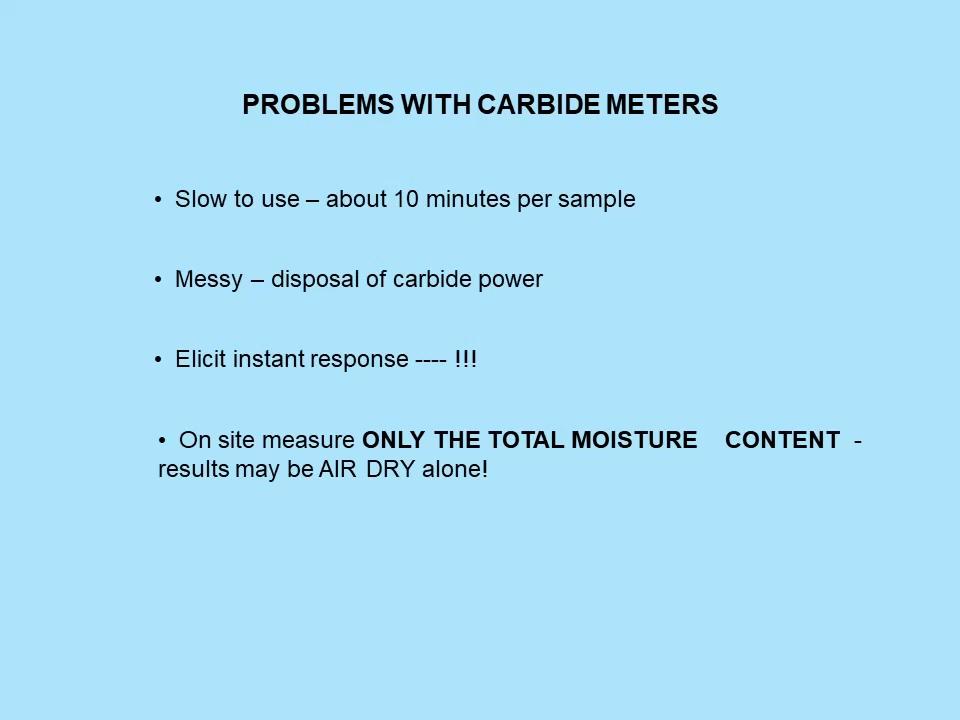 PROBLEMS WITH CARBIDE METERS
• Slow to use – about 10 minutes per sample
• Messy – disposal of carbide power
• Elicit instant response ---- !!!
• On site measure ONLY THE TOTAL MOISTURE CONTENT -
results may be AIR DRY alone!